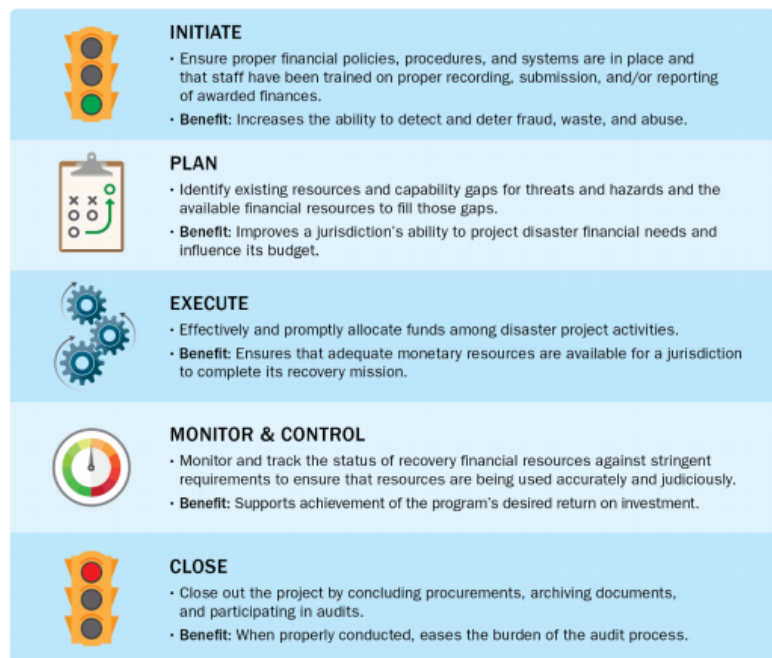 INITIATE
· Ensure proper financial policies, procedures, and systems are in place and
that staff have been trained on proper recording, submission, and/or reporting
of awarded finances.
· Benefit: Increases the ability to detect and deter fraud, waste, and abuse.
PLAN
· Identify existing resources and capability gaps for threats and hazards and the
available financial resources to fill those gaps.
· Benefit: Improves a jurisdiction's ability to project disaster financial needs and
influence its budget.
EXECUTE
· Effectively and promptly allocate funds among disaster project activities.
· Benefit: Ensures that adequate monetary resources are available for a jurisdiction
to complete its recovery mission.
MONITOR & CONTROL
· Monitor and track the status of recovery financial resources against stringent
requirements to ensure that resources are being used accurately and judiciously.
· Benefit: Supports achievement of the program's desired return on investment.
CLOSE
· Close out the project by concluding procurements, archiving documents,
and participating in audits.
· Benefit: When properly conducted, eases the burden of the audit process.